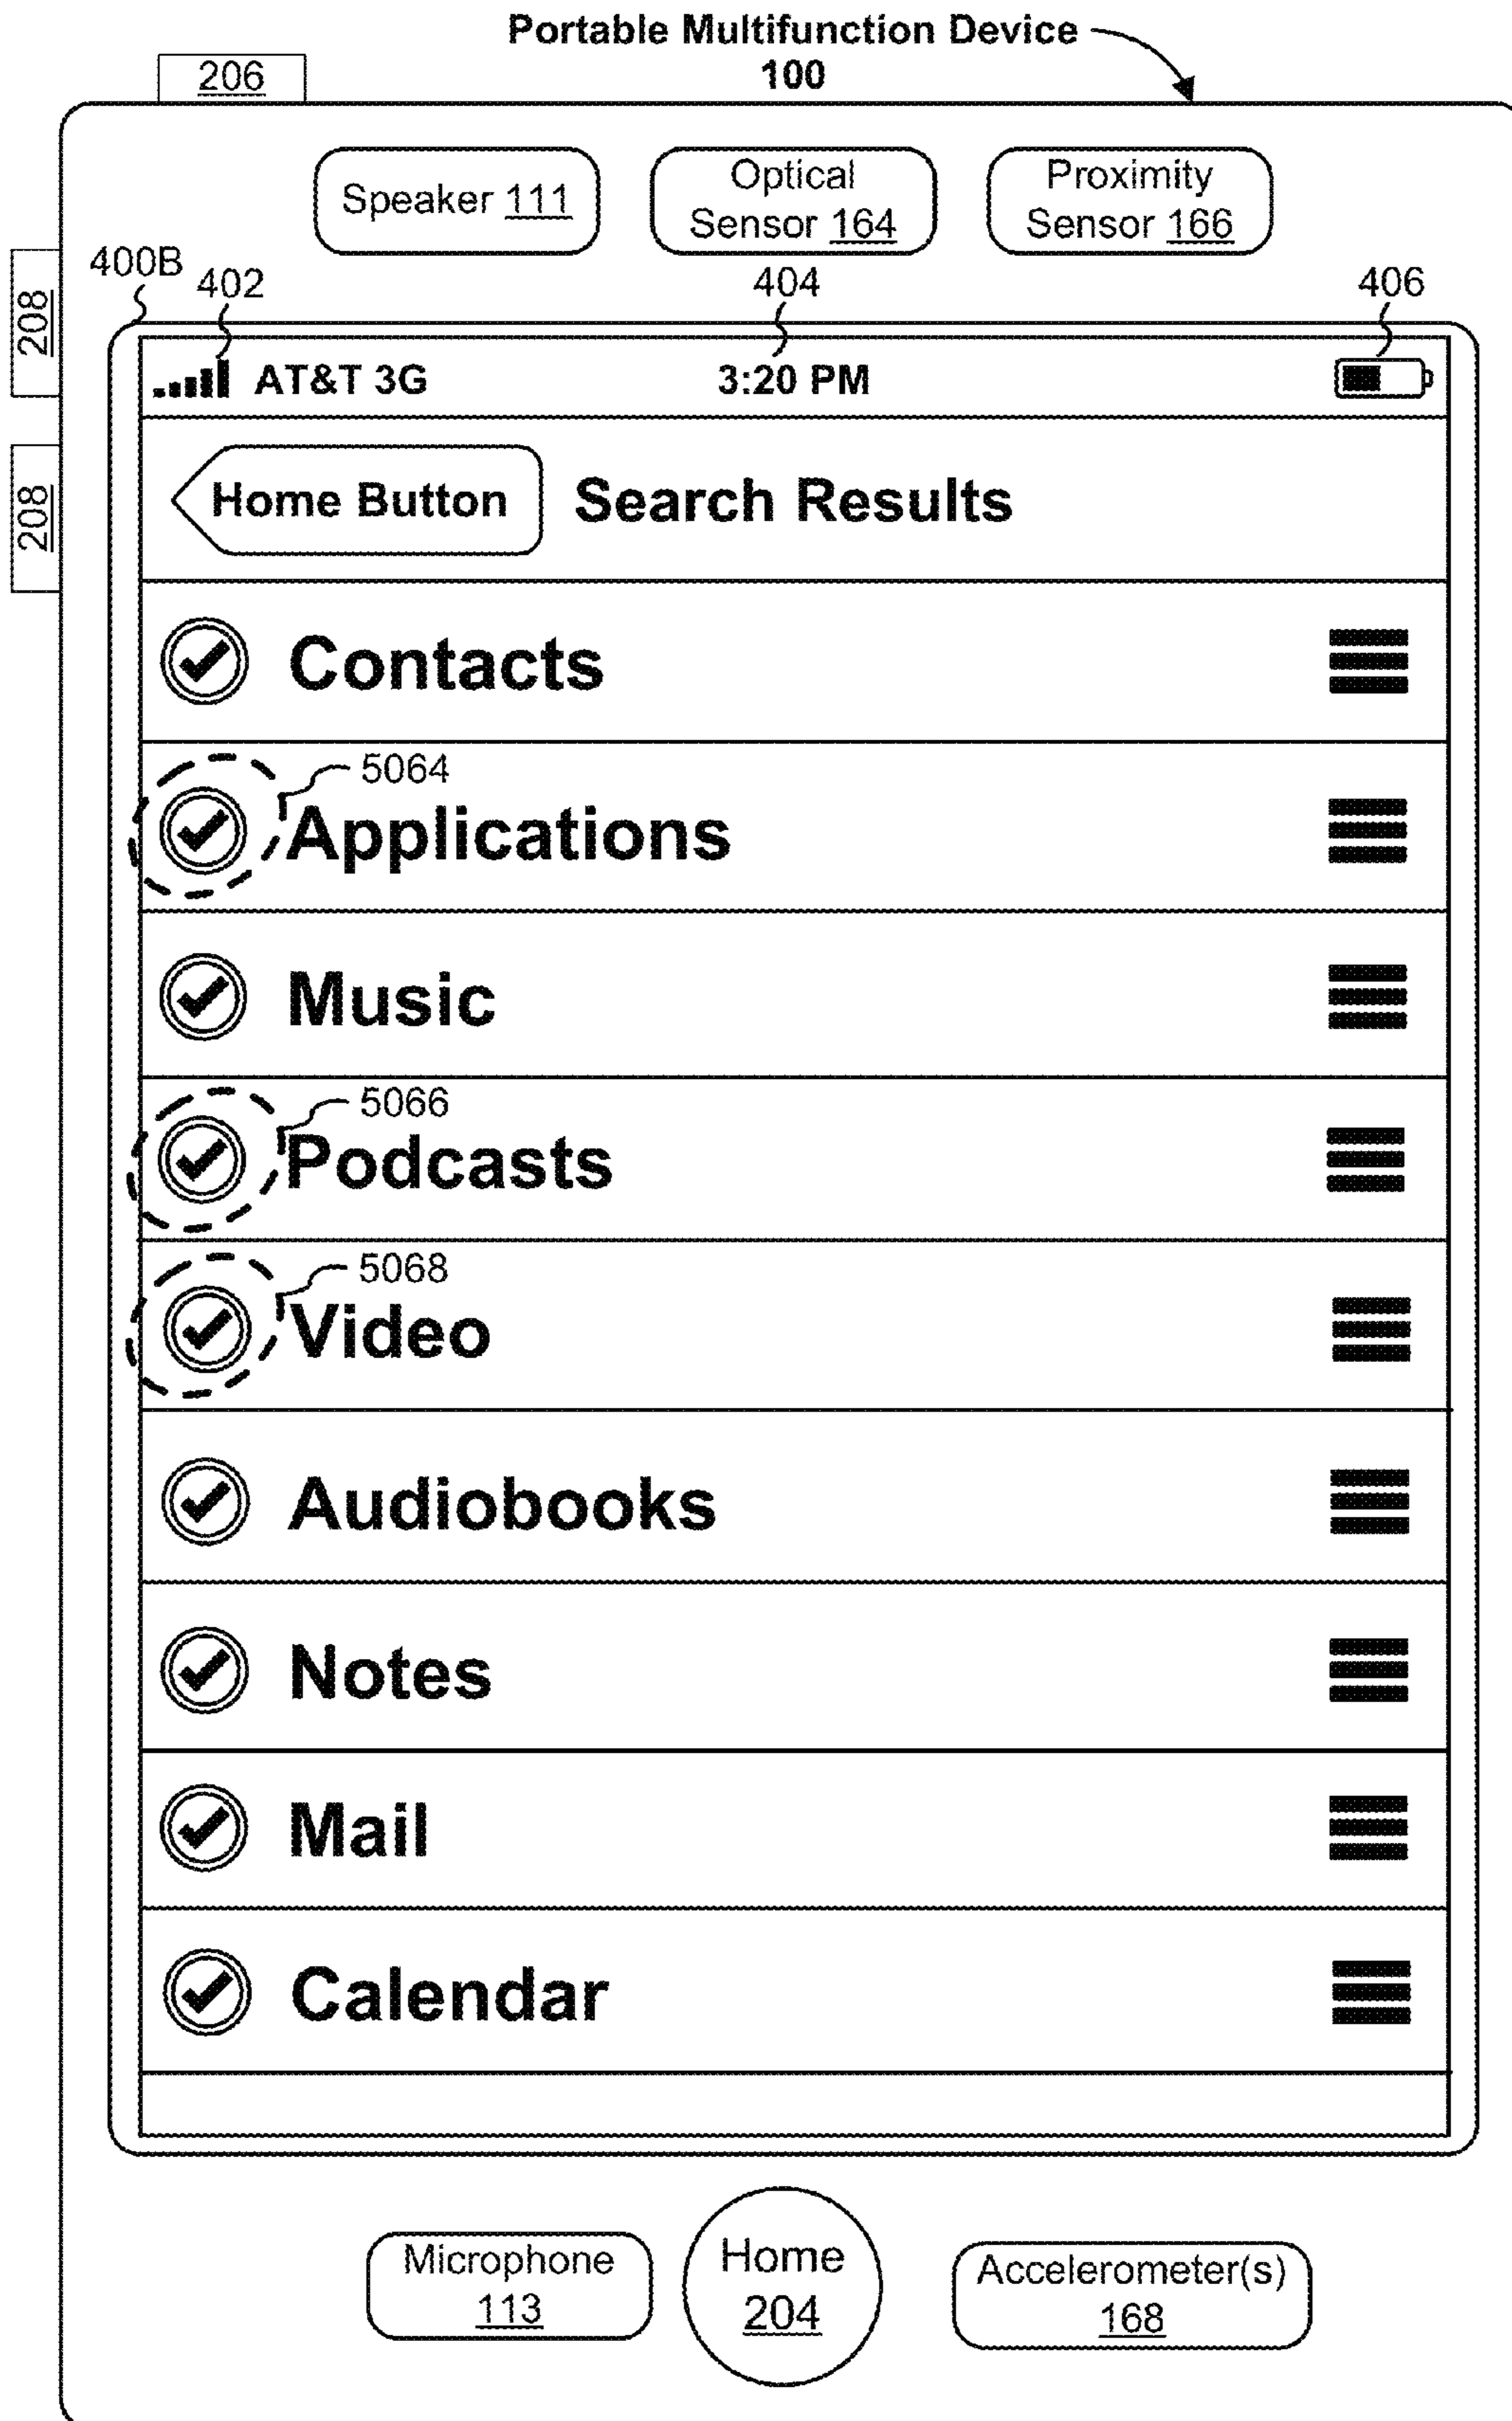 Portable Multifunction Device
100
206
Speaker 111
Optical
Sensor 164
Proximity
Sensor 166
208
208
400B
402
404
406
AT&T 3G
3:20 PM
Home Button
Search Results
Contacts
5064
Applications
Music
5066
Podcasts
5068
Video
Audiobooks
Notes
Mail
Calendar
Microphone
113
Home
204
Accelerometer(s)
168